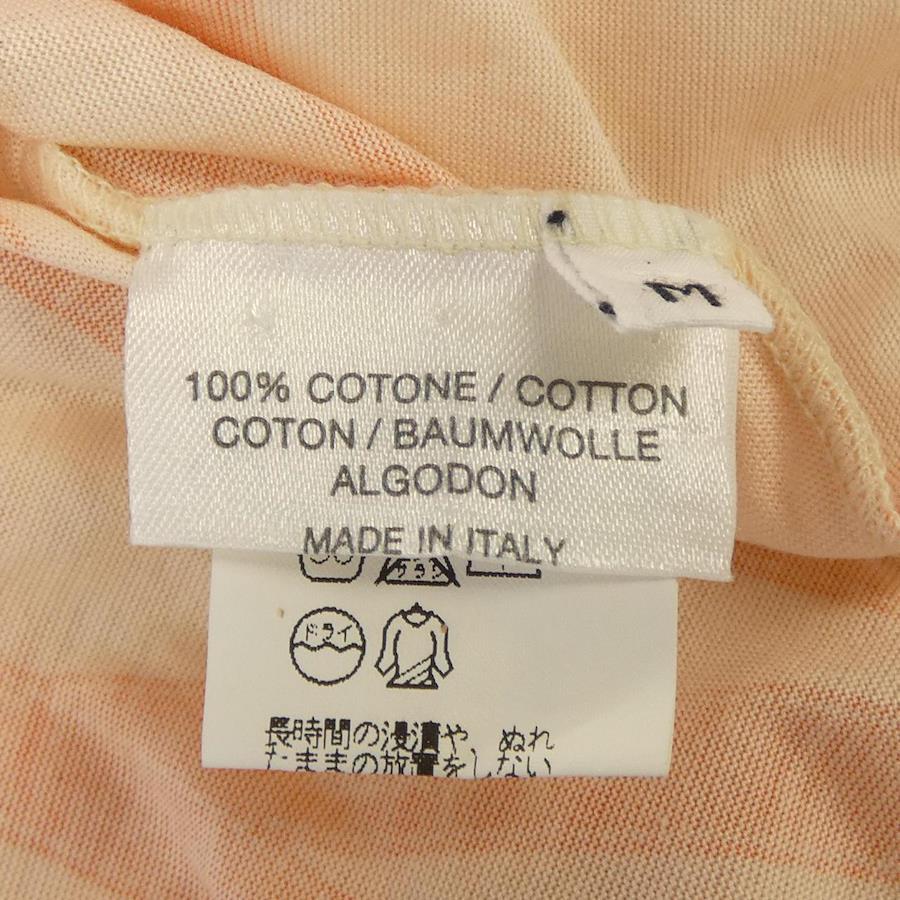 M
100% COTONE / COTTON
COTON / BAUMWOLLE
ALGODON
MADE IN ITALY
ドライ
長時間の浸漬や、ぬれ
たままの放置をしない